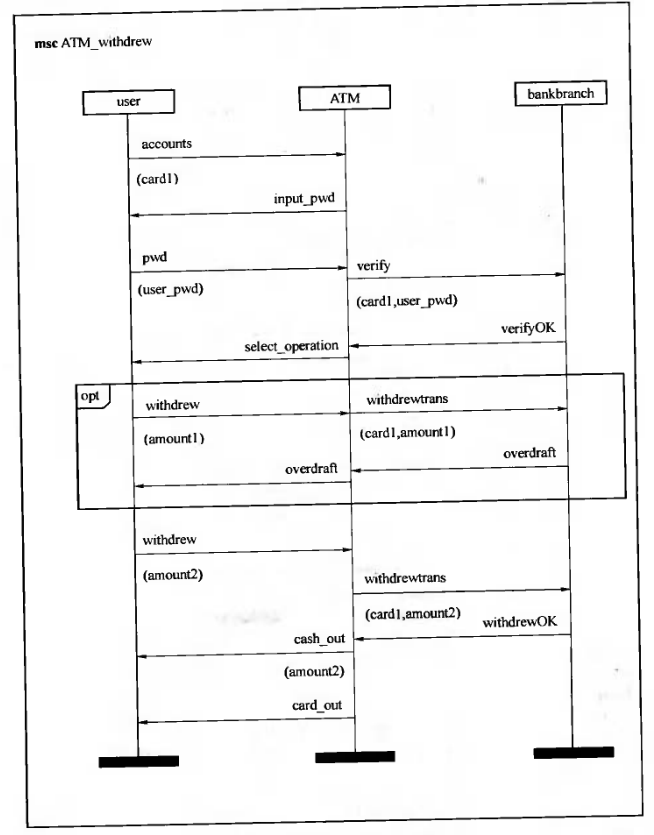 msc ATM_withdrew
user
ATM
bankbranch
accounts
(card1)
input_pwd
pwd
verify
(user_pwd)
(card1,user_pwd)
verifyOK
select_operation
opt
withdrew
withdrewtrans
(amount1)
(card1,amount1)
overdraft
overdraft
withdrew
(amount2)
withdrewtrans
(card1,amount2)
withdrewOK
cash_out
(amount2)
card_out